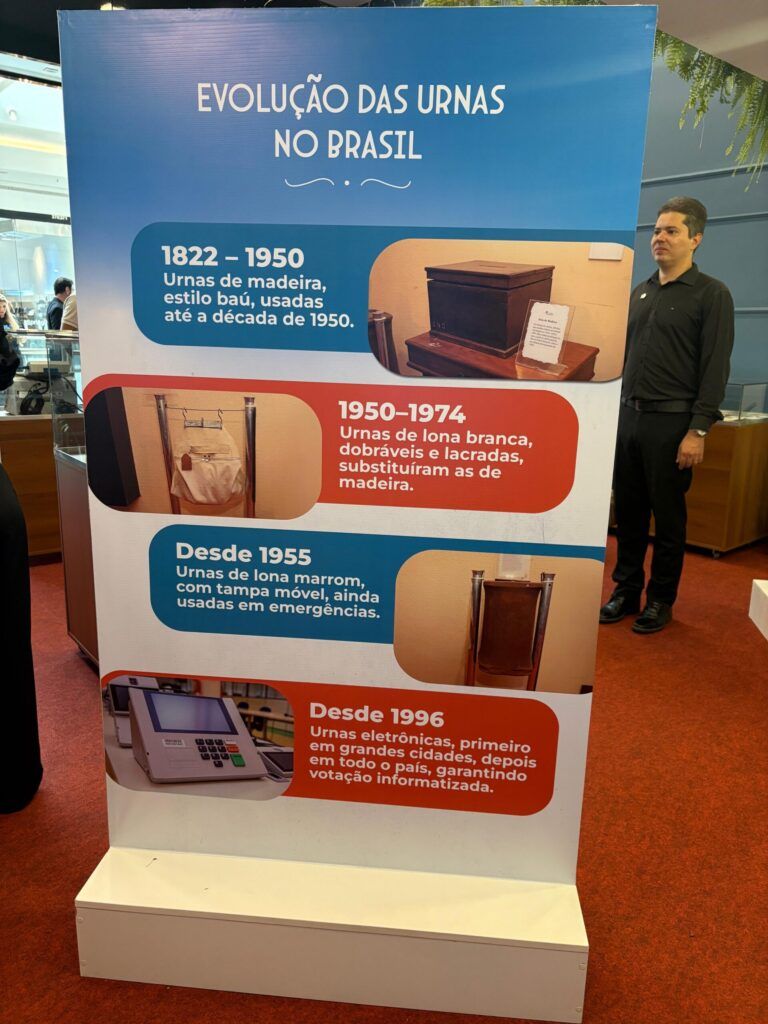 EVOLUÇÃO DAS URNAS
NO BRASIL
1822 – 1950
Urnas de madeira,
estilo baú, usadas
até a década de 1950.
1950–1974
Urnas de lona branca,
dobráveis e lacradas,
substituíram as de
madeira.
Desde 1955
Urnas de lona marrom,
com tampa móvel, ainda
usadas em emergências.
Desde 1996
Urnas eletrônicas, primeiro
em grandes cidades, depois
em todo o país, garantindo
votação informatizada.